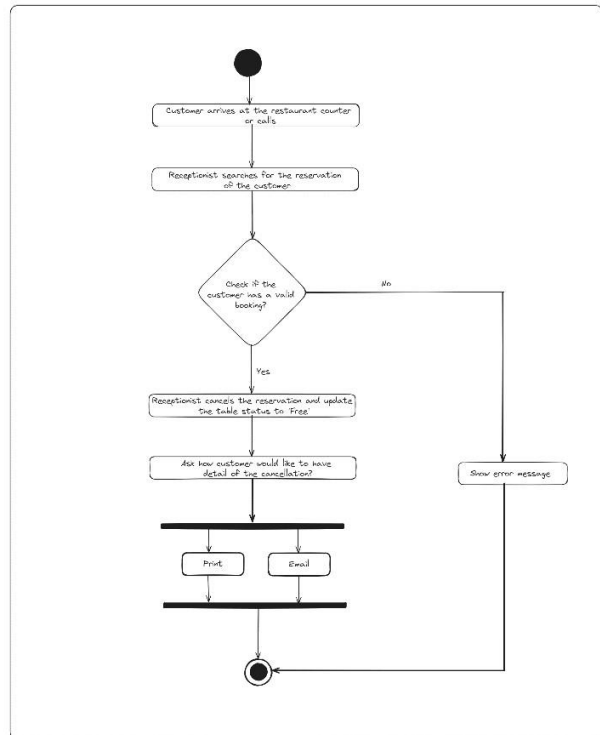 Customer arrives at the restaurant counter
or calls
Receptionist searches for the reservation
of the customer
Check if the
customer has a valid
booking?
No
Yes
Receptionist cancels the reservation and update
the table status to 'Free'
Ask how customer would like to have
detail of the cancellation?
Show error message
Print
Email